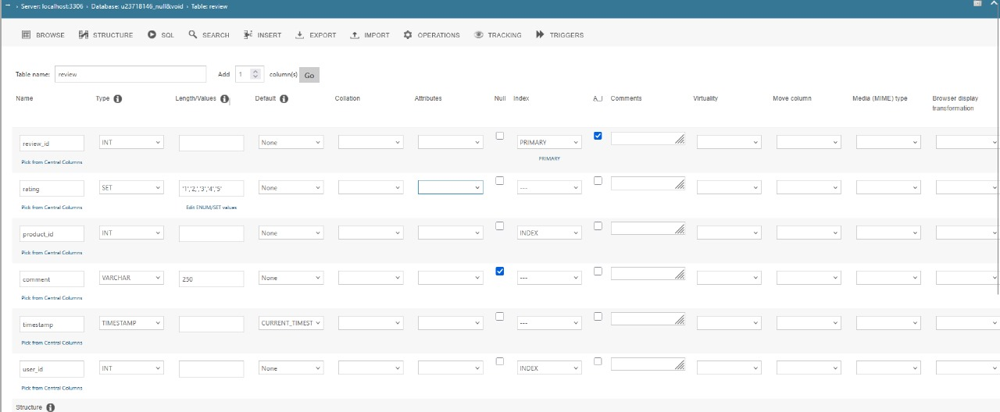 › Server: localhost:3306 › Database: u23718146_null&void › Table: review
BROWSE STRUCTURE SQL SEARCH INSERT EXPORT IMPORT OPERATIONS TRACKING TRIGGERS
Table name: review Add 1 column(s) Go
Name Type Length/Values Default Collation Attributes Null Index A_I Comments Virtuality Move column Media (MIME) type Browser display
transformation
review_id INT None PRIMARY
Pick from Central Columns PRIMARY
rating SET '1','2,','3','4','5' None ---
Pick from Central Columns Edit ENUM/SET values
product_id INT None INDEX
Pick from Central Columns
comment VARCHAR 250 None ---
Pick from Central Columns
timestamp TIMESTAMP CURRENT_TIMEST ---
Pick from Central Columns
user_id INT None INDEX
Pick from Central Columns
Structure